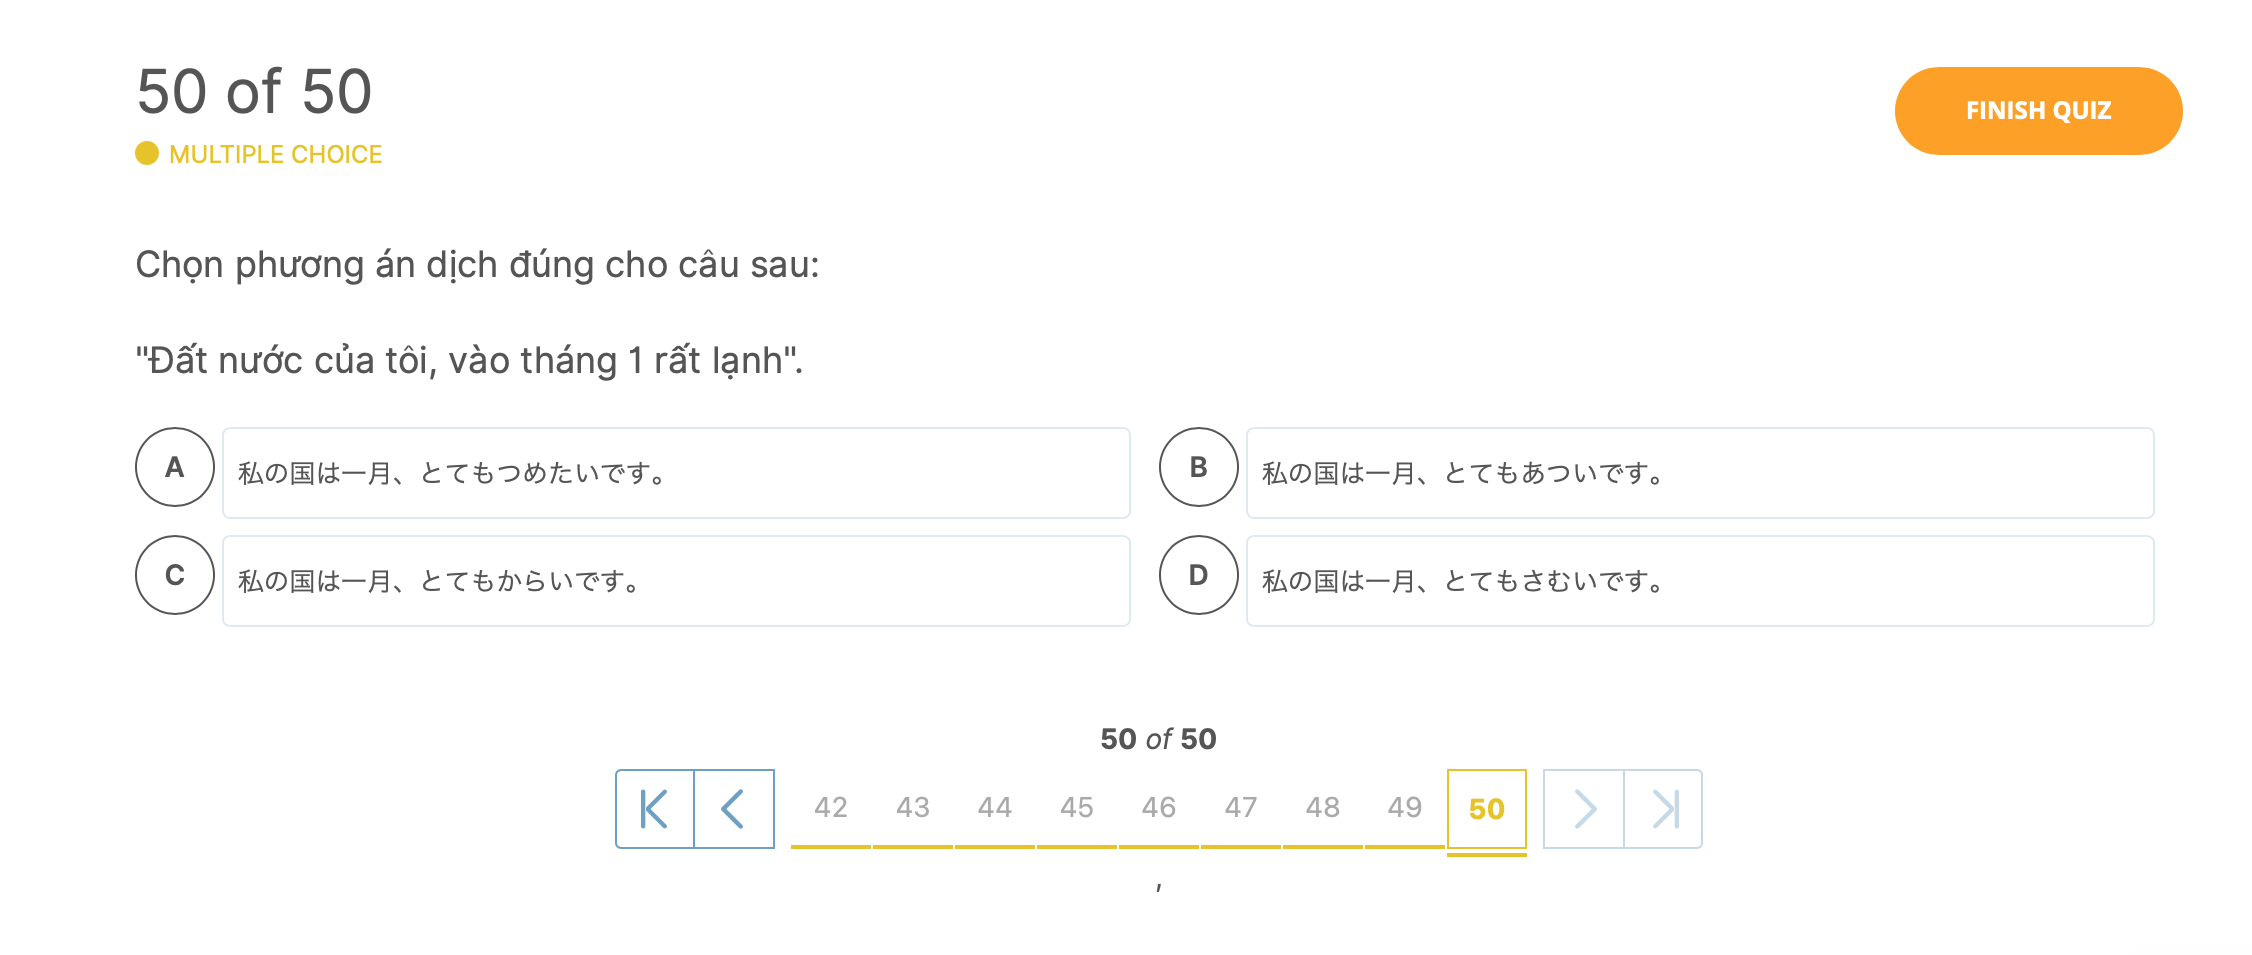 50 of 50
FINISH QUIZ
MULTIPLE CHOICE
Chọn phương án dịch đúng cho câu sau:
"Đất nước của tôi, vào tháng 1 rất lạnh".
A
私の国は一月、とてもつめたいです。
B
私の国は一月、とてもあついです。
C
私の国は一月、とてもからいです。
D
私の国は一月、とてもさむいです。
50 of 50
42 43 44 45 46 47 48 49 50
,